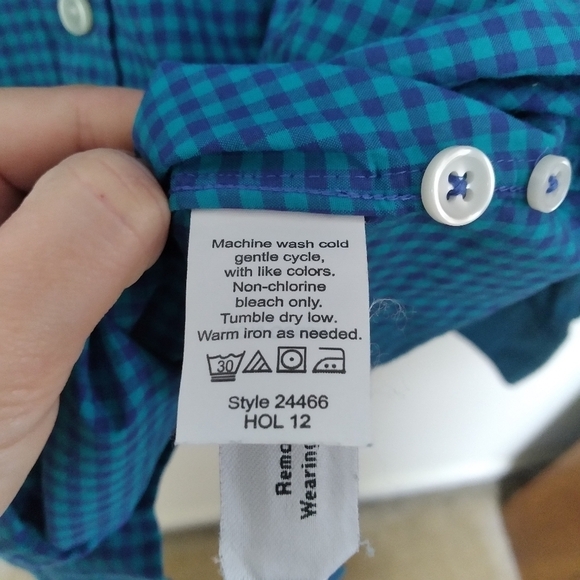 Machine wash cold
gentle cycle,
with like colors.
Non-chlorine
bleach only.
Tumble dry low.
Warm iron as needed.
30
Style 24466
HOL 12
Wearing